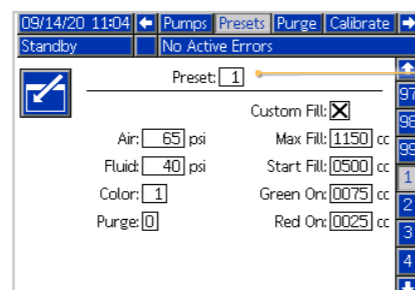 09/14/20 11:04 Pumps Presets Purge Calibrate
Standby No Active Errors
Preset: 1
Custom Fill: X
Air: 65 psi Max Fill: 1150 cc
Fluid: 40 psi Start Fill: 0500 cc
Color: 1 Green On: 0075 cc
Purge: 0 Red On: 0025 cc
97
98
99
1
2
3
4